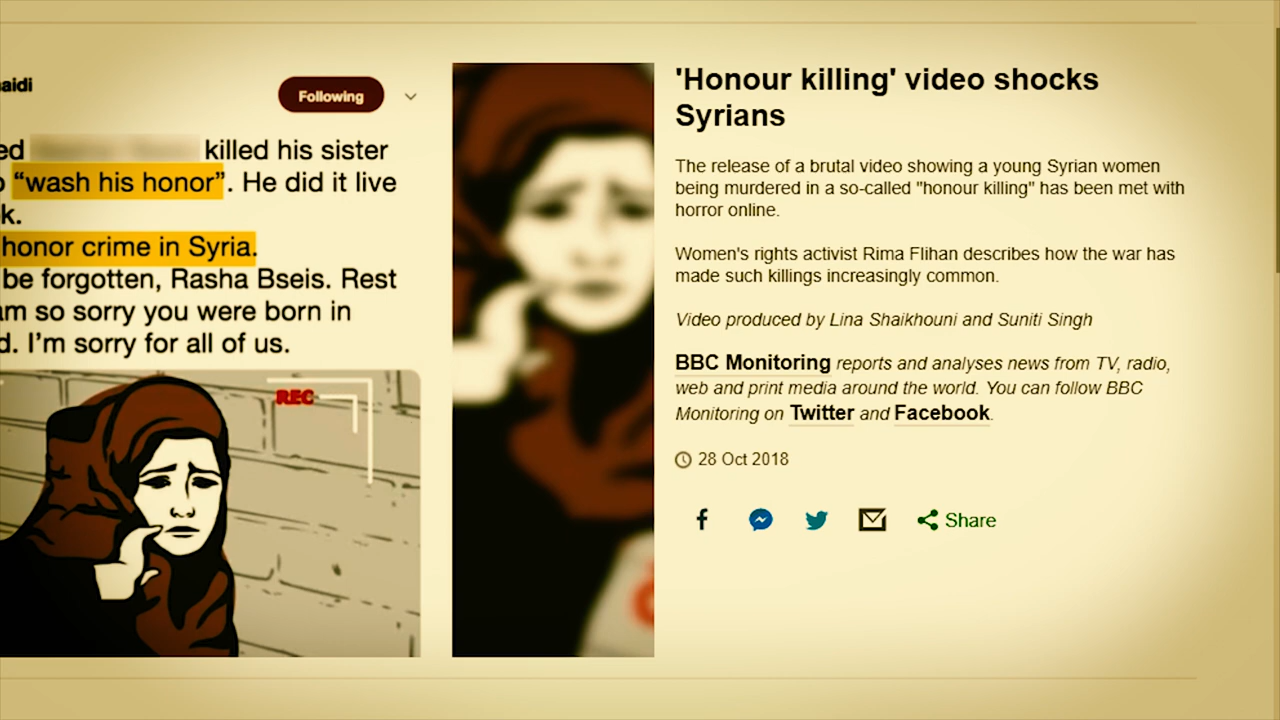 aidi
Following
ed killed his sister
“wash his honor”. He did it live
k.
honor crime in Syria.
be forgotten, Rasha Bseis. Rest
am so sorry you were born in
d. I’m sorry for all of us.
REC
'Honour killing' video shocks
Syrians
The release of a brutal video showing a young Syrian women
being murdered in a so-called "honour killing" has been met with
horror online.
Women's rights activist Rima Flihan describes how the war has
made such killings increasingly common.
Video produced by Lina Shaikhouni and Suniti Singh
BBC Monitoring reports and analyses news from TV, radio,
web and print media around the world. You can follow BBC
Monitoring on Twitter and Facebook.
28 Oct 2018
Share